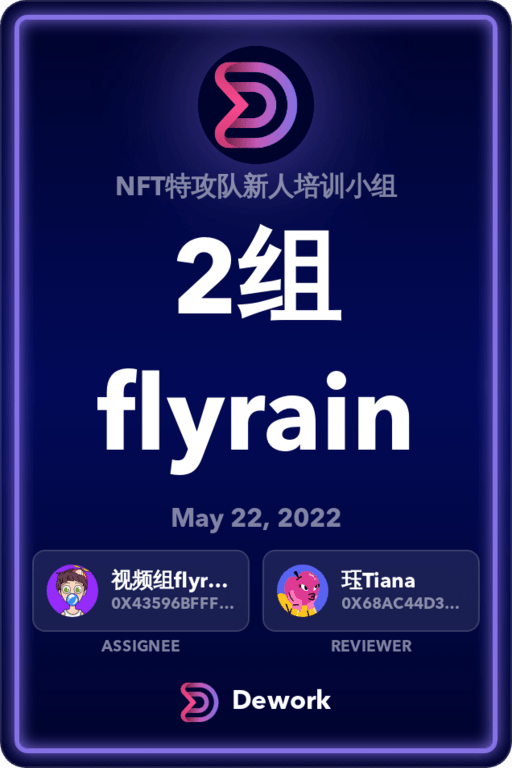 NFT特攻队新人培训小组
2组
flyrain
May 22, 2022
视频组flyr...
0X43596BFFF...
ASSIGNEE
珏Tiana
0X68AC44D3...
REVIEWER
Dework